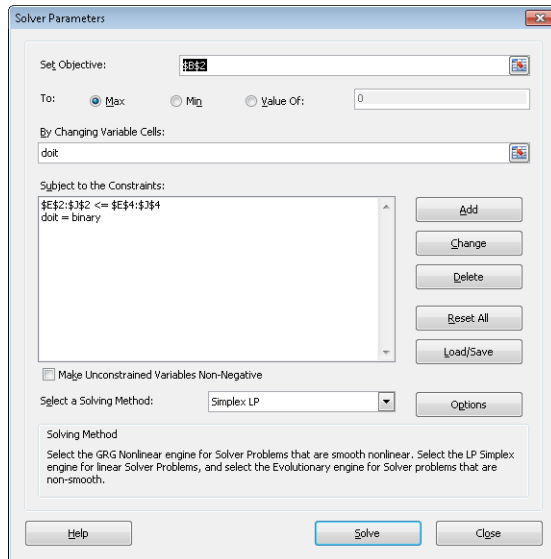 Solver Parameters
Set Objective:
$B$2
To:
Max
Min
Value Of:
0
By Changing Variable Cells:
doit
Subject to the Constraints:
$E$2:$J$2 <= $E$4:$J$4
doit = binary
Add
Change
Delete
Reset All
Load/Save
Make Unconstrained Variables Non-Negative
Select a Solving Method:
Simplex LP
Options
Solving Method
Select the GRG Nonlinear engine for Solver Problems that are smooth nonlinear. Select the LP Simplex
engine for linear Solver Problems, and select the Evolutionary engine for Solver problems that are
non-smooth.
Help
Solve
Close